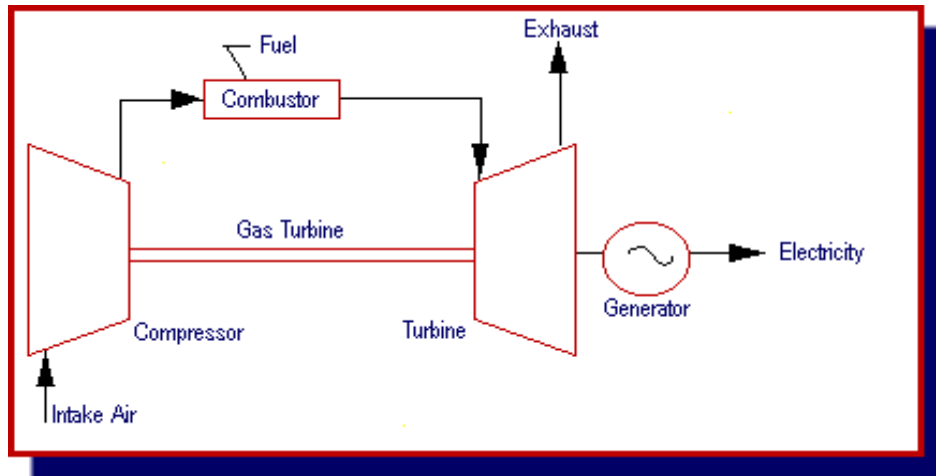 Exhaust
Fuel
Combustor
Gas Turbine
Electricity
Generator
Compressor
Turbine
Intake Air